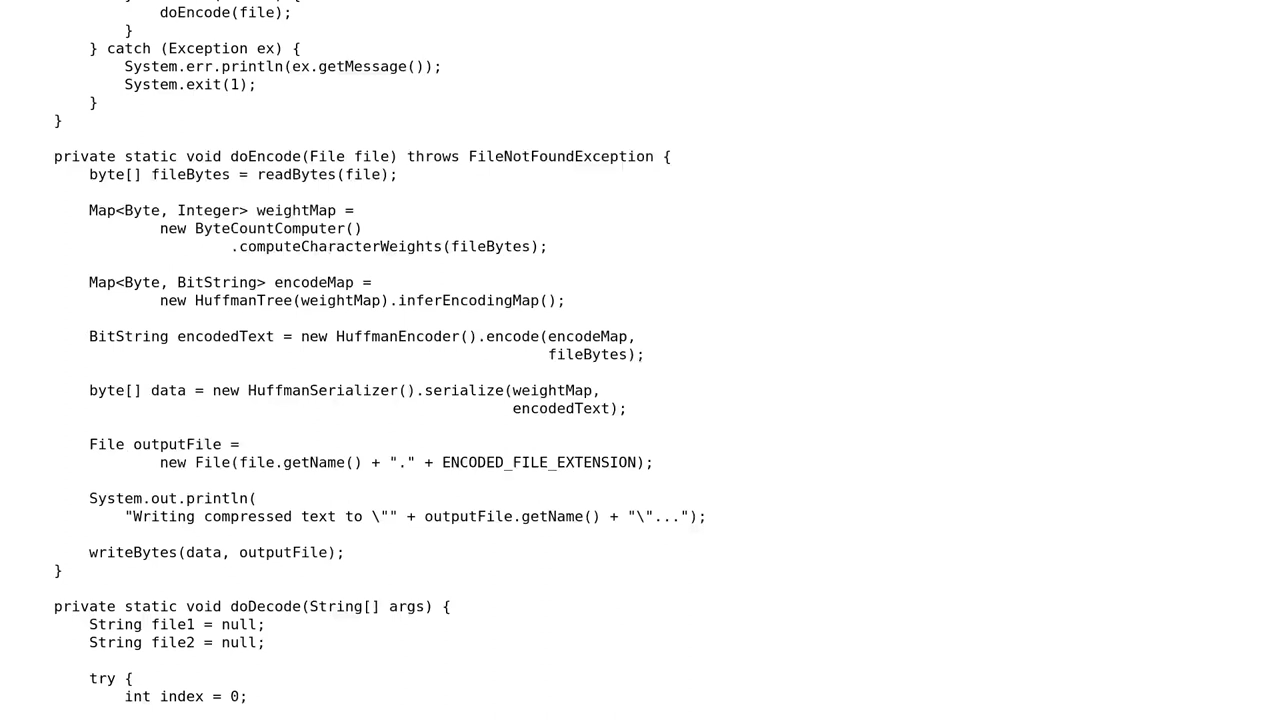 doEncode(file);
        }
    } catch (Exception ex) {
        System.err.println(ex.getMessage());
        System.exit(1);
    }
}

private static void doEncode(File file) throws FileNotFoundException {
    byte[] fileBytes = readBytes(file);

    Map<Byte, Integer> weightMap =
            new ByteCountComputer()
                    .computeCharacterWeights(fileBytes);

    Map<Byte, BitString> encodeMap =
            new HuffmanTree(weightMap).inferEncodingMap();

    BitString encodedText = new HuffmanEncoder().encode(encodeMap,
                                                        fileBytes);

    byte[] data = new HuffmanSerializer().serialize(weightMap,
                                                    encodedText);

    File outputFile =
            new File(file.getName() + "." + ENCODED_FILE_EXTENSION);

    System.out.println(
        "Writing compressed text to \"" + outputFile.getName() + "\"...");

    writeBytes(data, outputFile);
}

private static void doDecode(String[] args) {
    String file1 = null;
    String file2 = null;

    try {
        int index = 0;